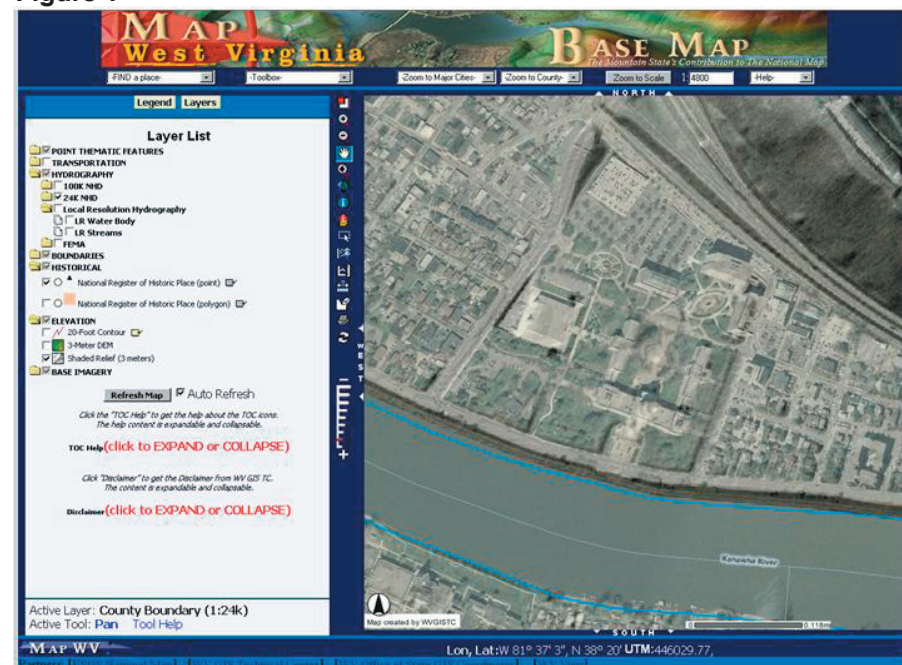 MAP
West Virginia
BASE MAP
The Mountain State's Contribution to The National Map
-FIND a place- -Toolbox- -Zoom to Major Cities- -Zoom to County- Zoom to Scale 1: 4800 -Help-
NORTH
Legend Layers
Layer List
POINT THEMATIC FEATURES
TRANSPORTATION
HYDROGRAPHY
100K NHD
24K NHD
Local Resolution Hydrography
LR Water Body
LR Streams
FEMA
BOUNDARIES
HISTORICAL
National Register of Historic Place (point)
National Register of Historic Place (polygon)
ELEVATION
20-Foot Contour
3-Meter DEM
Shaded Relief (3 meters)
BASE IMAGERY
Refresh Map Auto Refresh
Click the "TOC Help" to get the help about the TOC icons.
The help content is expandable and collapsable.
TOC Help(click to EXPAND or COLLAPSE)
Click "Disclaimer" to get the Disclaimer from WV GIS TC.
The content is expandable and collapsable.
Disclaimer(click to EXPAND or COLLAPSE)
WEST
Kanawha River
Map created by WVGISTC
0 0.118mi
Active Layer: County Boundary (1:24k)
Active Tool: Pan Tool Help
SOUTH
MAP WV
Lon, Lat:W 81° 37' 3", N 38° 20' UTM:446029.77,